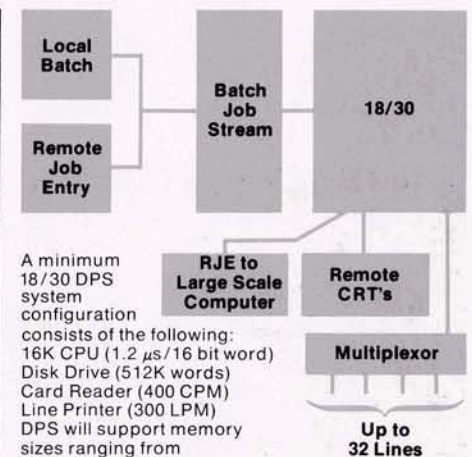 Local
Batch
Remote
Job
Entry
Batch
Job
Stream
18/30
RJE to
Large Scale
Computer
Remote
CRT's
Multiplexor
Up to
32 Lines
A minimum
18/30 DPS
system
configuration
consists of the following:
16K CPU (1.2 μs/16 bit word)
Disk Drive (512K words)
Card Reader (400 CPM)
Line Printer (300 LPM)
DPS will support memory
sizes ranging from